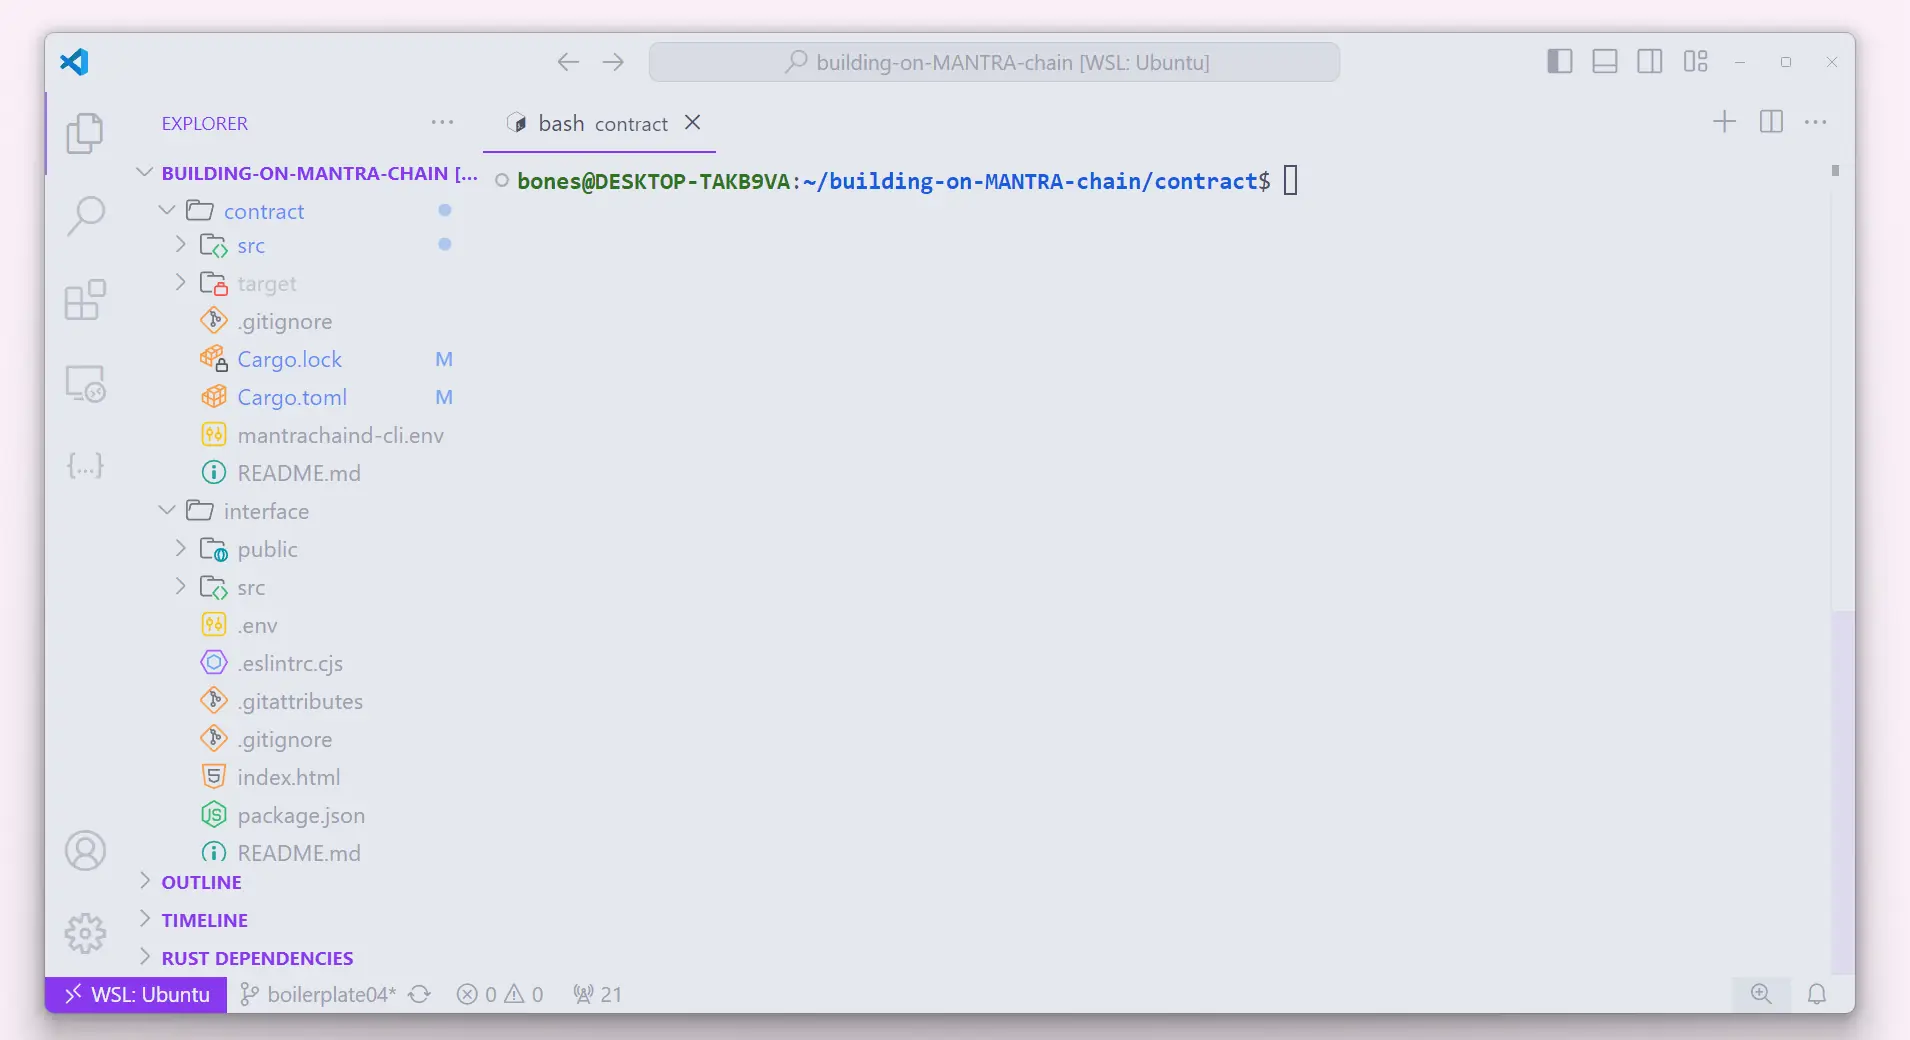 building-on-MANTRA-chain [WSL: Ubuntu]
EXPLORER
bash contract
BUILDING-ON-MANTRA-CHAIN [...
bones@DESKTOP-TAKB9VA:~/building-on-MANTRA-chain/contract$
contract
src
target
.gitignore
Cargo.lock M
Cargo.toml M
mantrachaind-cli.env
README.md
interface
public
src
.env
.eslintrc.cjs
.gitattributes
.gitignore
index.html
package.json
README.md
OUTLINE
TIMELINE
RUST DEPENDENCIES
WSL: Ubuntu boilerplate04* 0 0 21